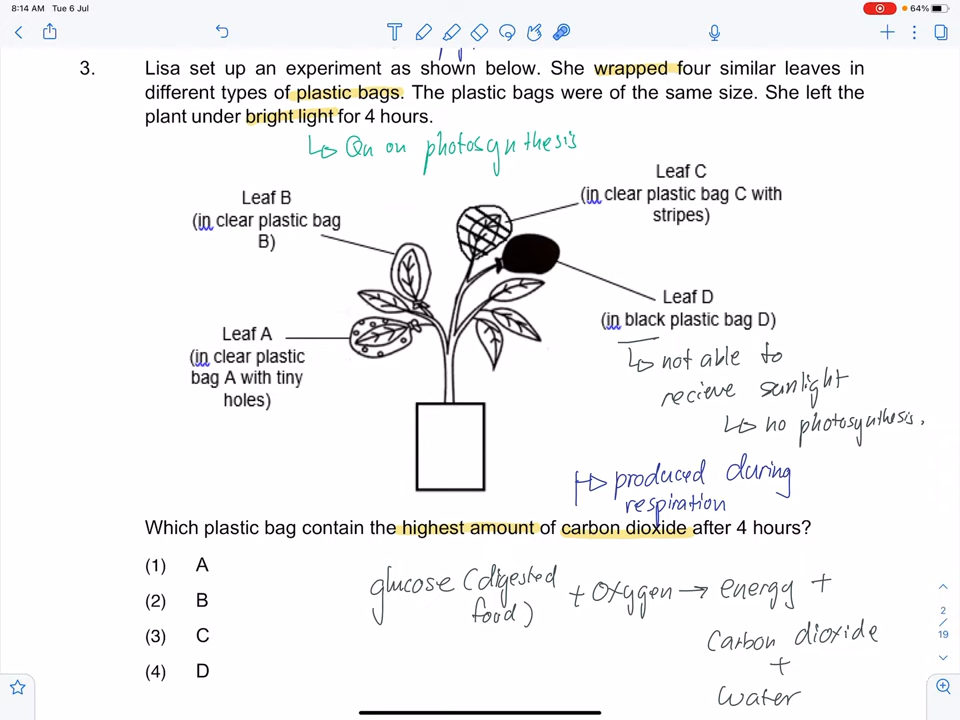 8:14 AM Tue 6 Jul
64%
T
3. Lisa set up an experiment as shown below. She wrapped four similar leaves in
different types of plastic bags. The plastic bags were of the same size. She left the
plant under bright light for 4 hours.
↳ Qn on photosynthesis
Leaf C
(in clear plastic bag C with
stripes)
Leaf B
(in clear plastic bag
B)
Leaf D
(in black plastic bag D)
Leaf A
(in clear plastic
bag A with tiny
holes)
↳ not able to
recieve sunlight
↳ no photosynthesis.
↦ produced during
respiration
Which plastic bag contain the highest amount of carbon dioxide after 4 hours?
(1) A
(2) B
(3) C
(4) D
glucose (digested
food) + oxygen → energy +
carbon dioxide
+
water
2
/
19